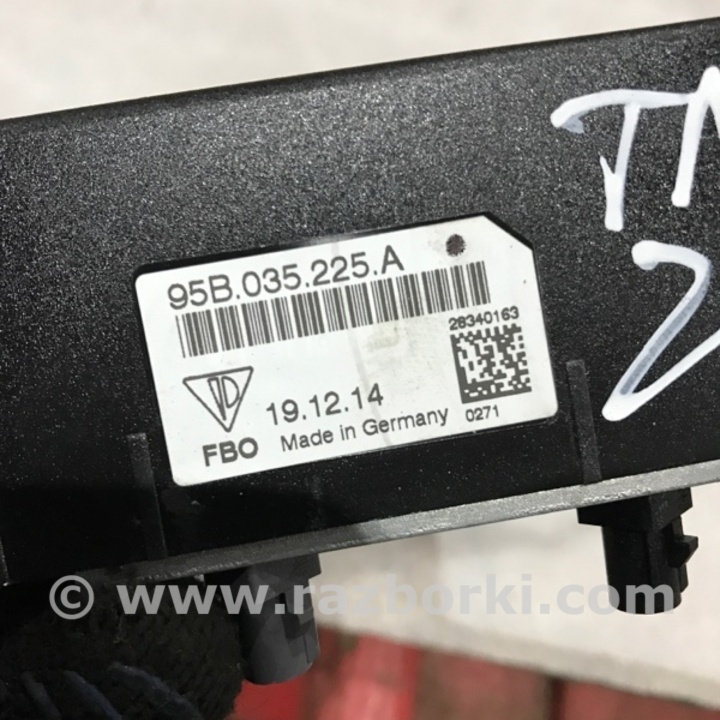 95B.035.225.A
28340163
19.12.14
FBO Made in Germany 0271
© www.razborki.com